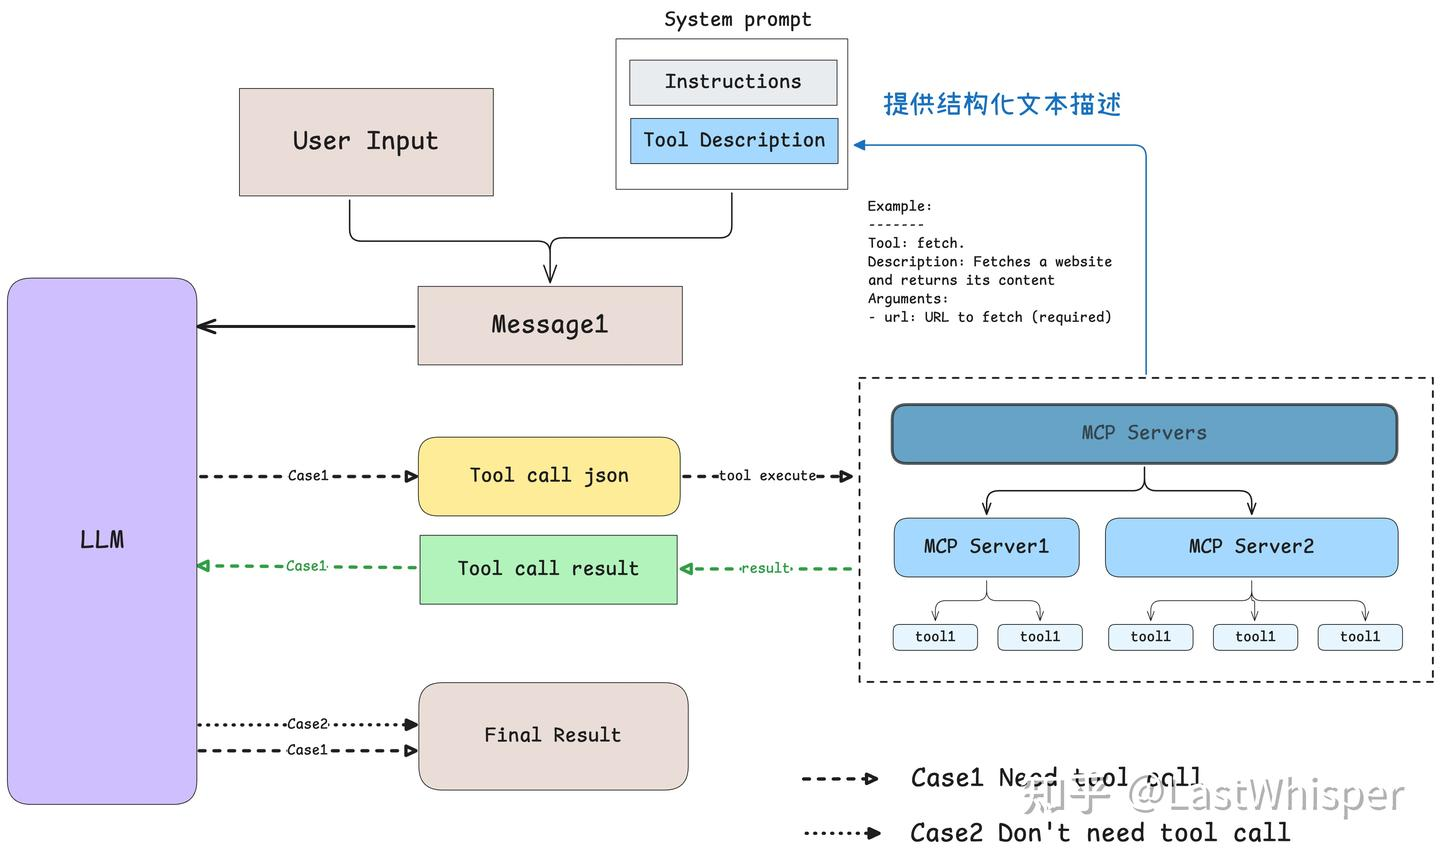 System prompt
Instructions
Tool Description
User Input
提供结构化文本描述
Example:
-------
Tool: fetch.
Description: Fetches a website
and returns its content
Arguments:
- url: URL to fetch (required)
Message1
LLM
Case1
Tool call json
tool execute
Case1
Tool call result
result
MCP Servers
MCP Server1
MCP Server2
tool1
tool1
tool1
tool1
tool1
Case2
Case1
Final Result
Case1 Need tool call
Case2 Don't need tool call
知乎 @LastWhisper